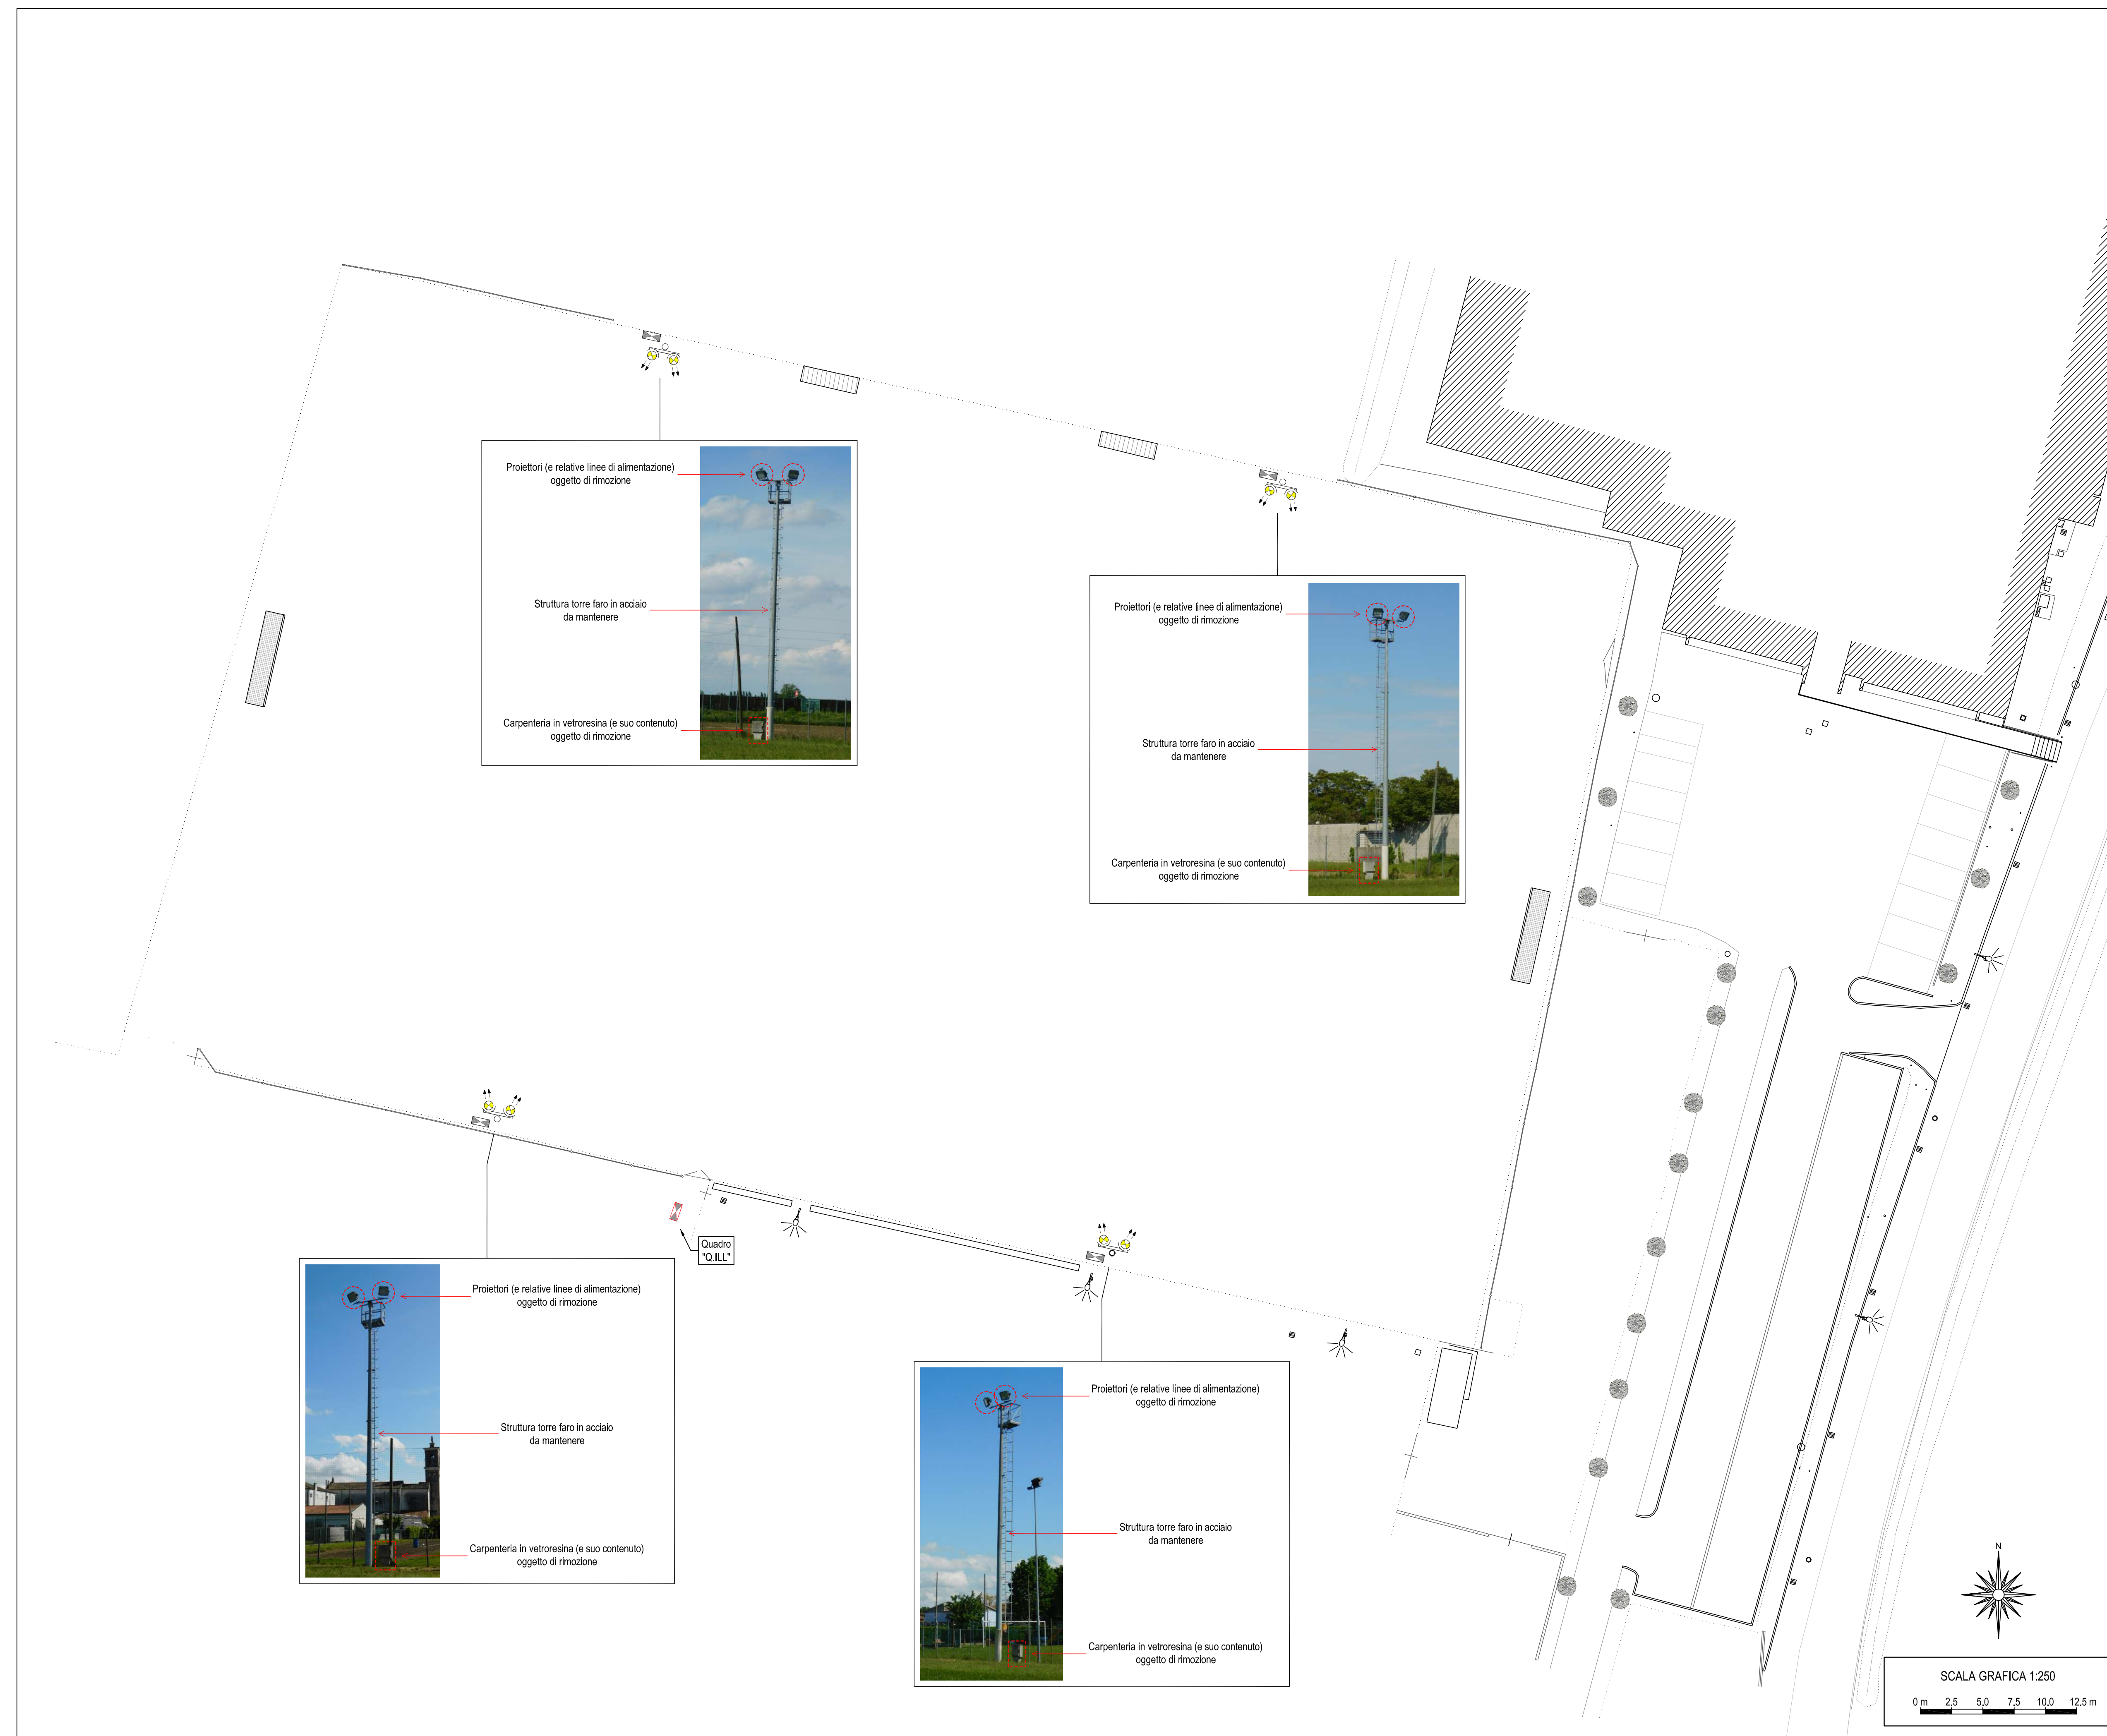 Proiettori (e relative linee di alimentazione)
oggetto di rimozione
Struttura torre faro in acciaio
da mantenere
Carpenteria in vetroresina (e suo contenuto)
oggetto di rimozione
Proiettori (e relative linee di alimentazione)
oggetto di rimozione
Struttura torre faro in acciaio
da mantenere
Carpenteria in vetroresina (e suo contenuto)
oggetto di rimozione
Quadro
"Q.ILL"
Proiettori (e relative linee di alimentazione)
oggetto di rimozione
Struttura torre faro in acciaio
da mantenere
Carpenteria in vetroresina (e suo contenuto)
oggetto di rimozione
Proiettori (e relative linee di alimentazione)
oggetto di rimozione
Struttura torre faro in acciaio
da mantenere
Carpenteria in vetroresina (e suo contenuto)
oggetto di rimozione
N
SCALA GRAFICA 1:250
0 m 2,5 5,0 7,5 10,0 12,5 m